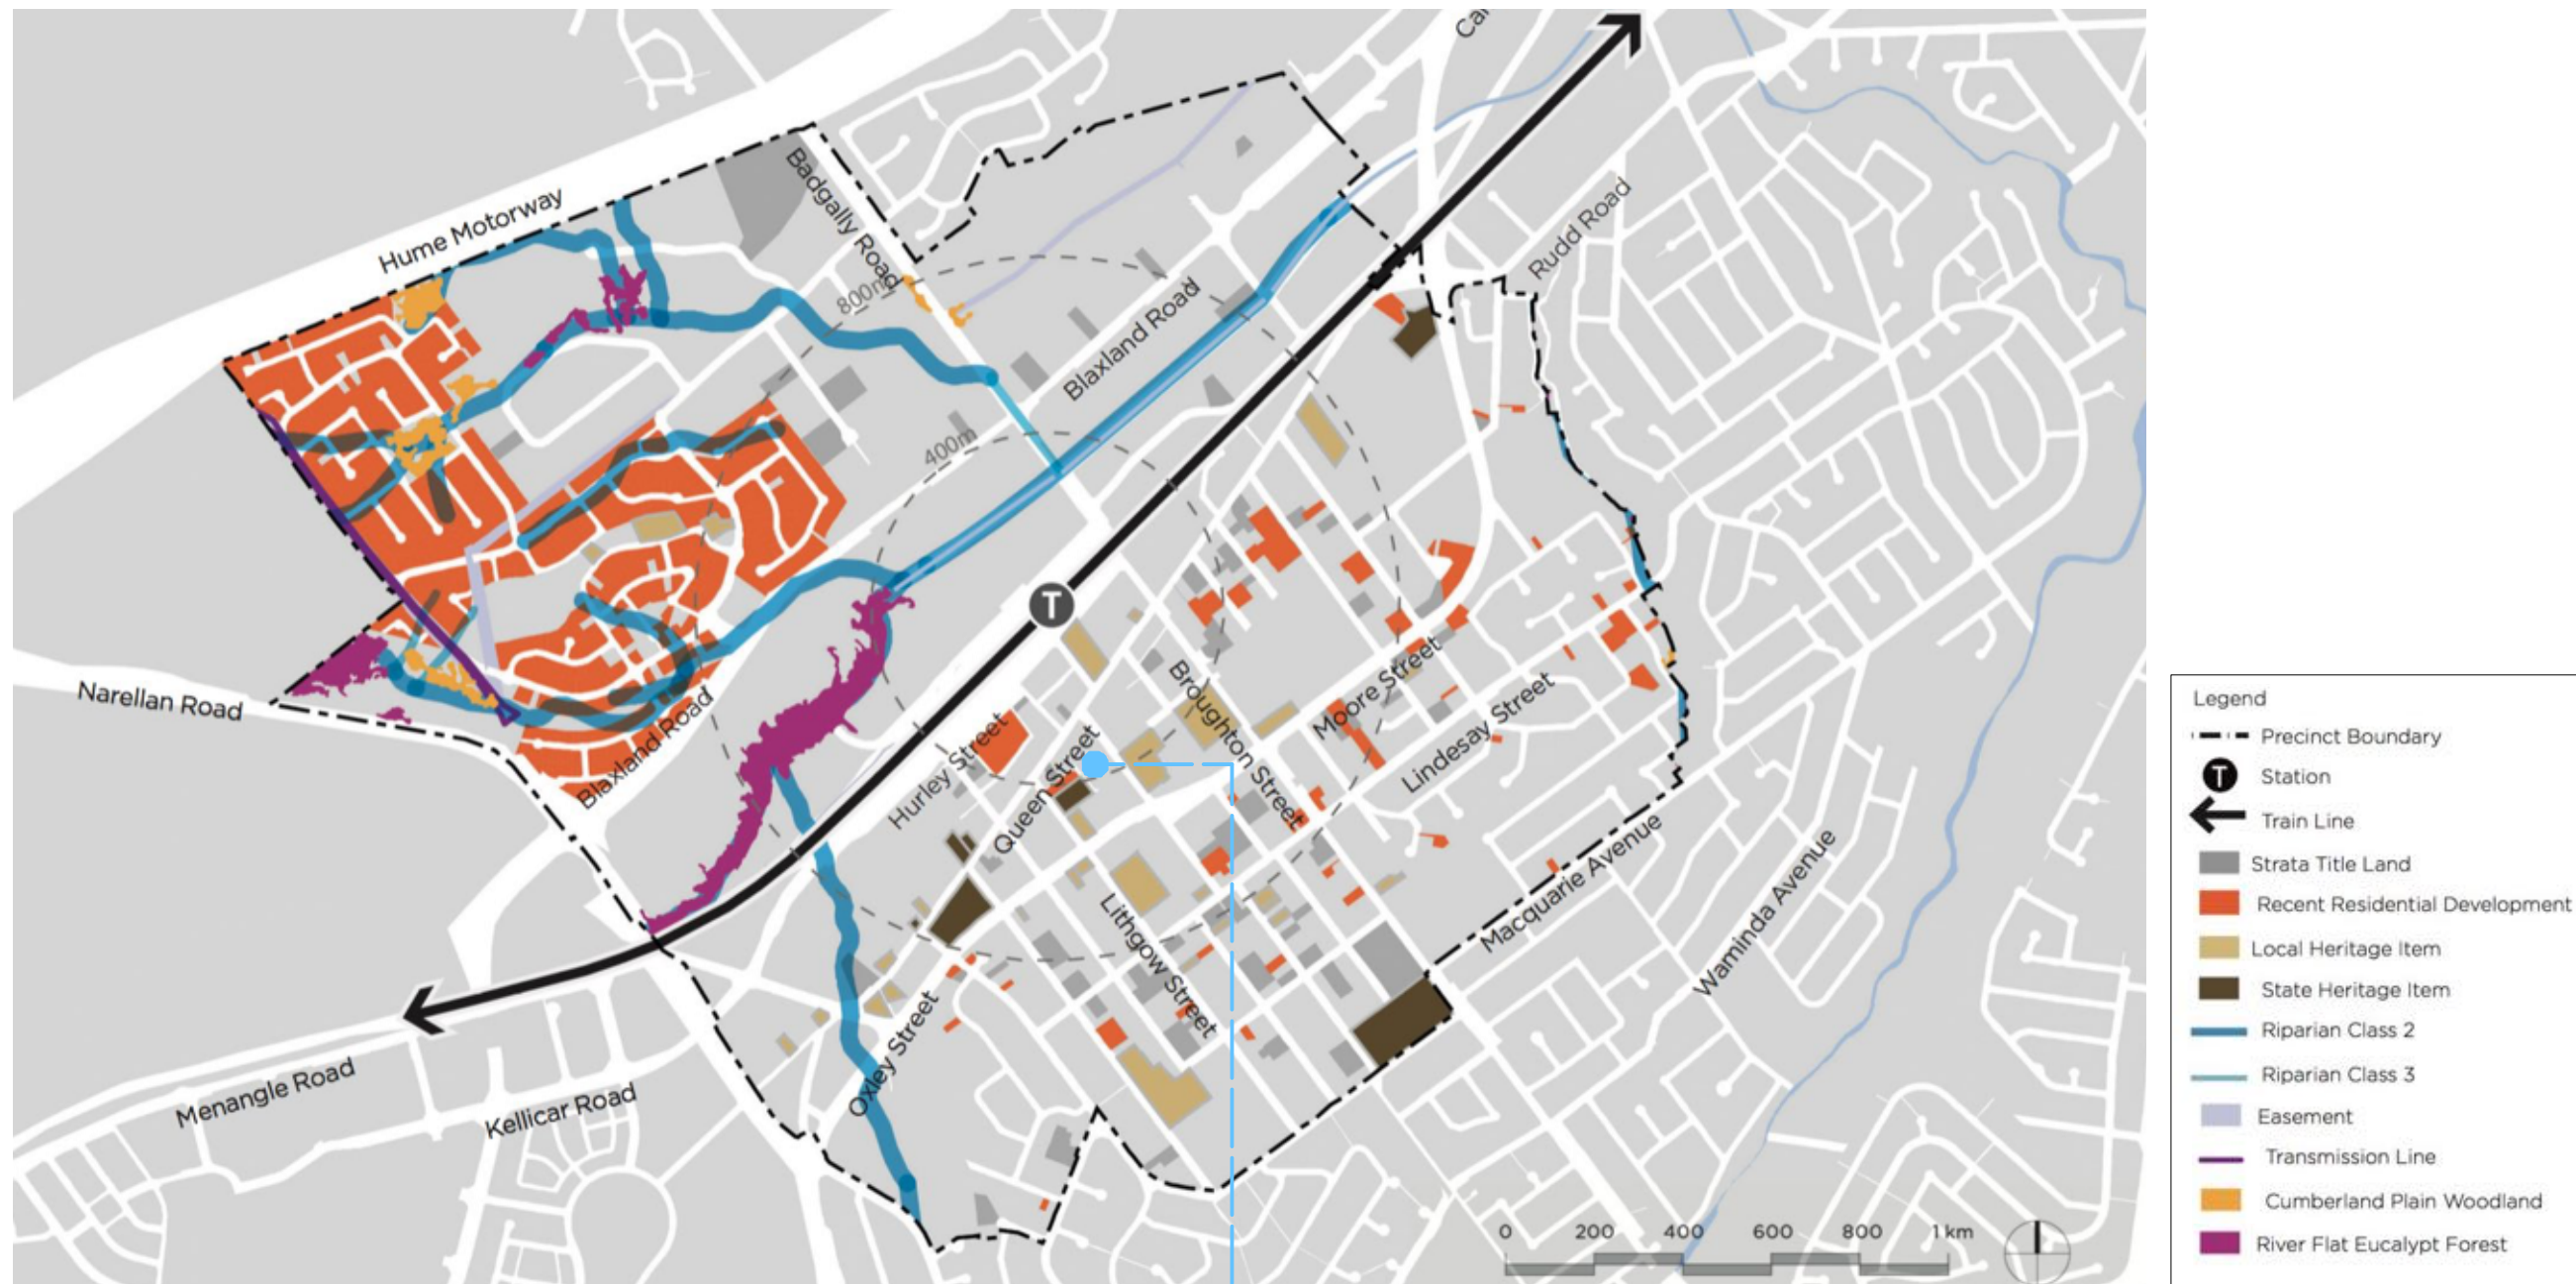 Ca
Hume Motorway
Badgally Road
Rudd Road
800m
Blaxland Road
400m
T
Narellan Road
Blaxland Road
Hurley Street
Queen Street
Broughton Street
Moore Street
Lindesay Street
Lithgow Street
Macquarie Avenue
Waminda Avenue
Oxley Street
Menangle Road
Kellicar Road
0 200 400 600 800 1 km
Legend
Precinct Boundary
T Station
Train Line
Strata Title Land
Recent Residential Development
Local Heritage Item
State Heritage Item
Riparian Class 2
Riparian Class 3
Easement
Transmission Line
Cumberland Plain Woodland
River Flat Eucalypt Forest